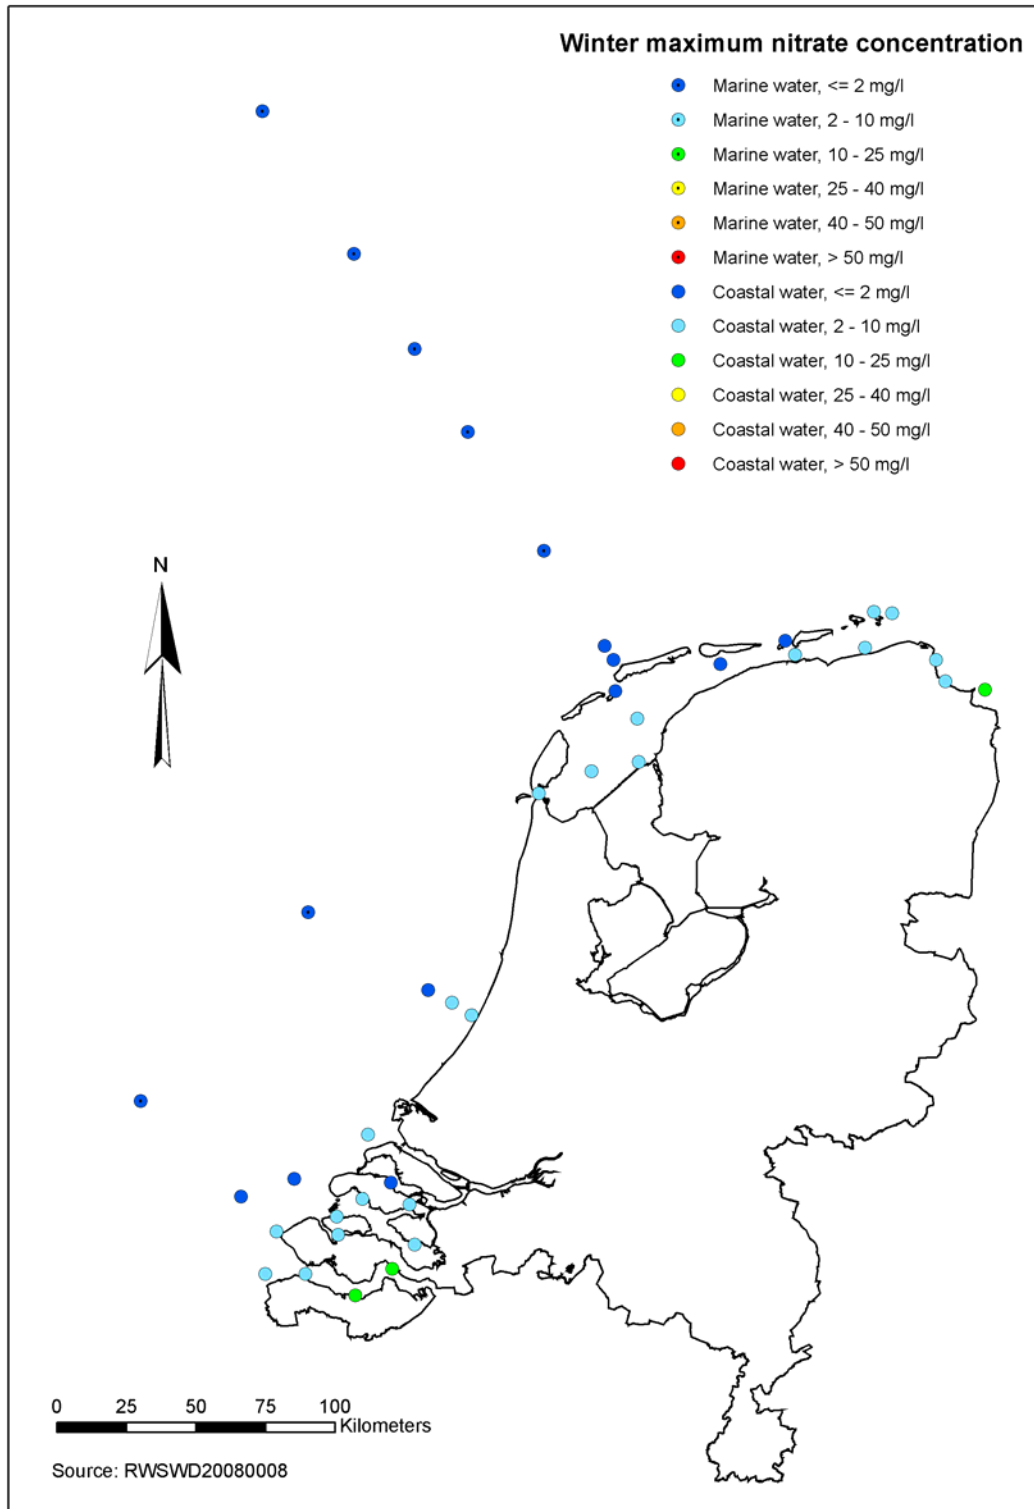 Winter maximum nitrate concentration
Marine water, <= 2 mg/l
Marine water, 2 - 10 mg/l
Marine water, 10 - 25 mg/l
Marine water, 25 - 40 mg/l
Marine water, 40 - 50 mg/l
Marine water, > 50 mg/l
Coastal water, <= 2 mg/l
Coastal water, 2 - 10 mg/l
Coastal water, 10 - 25 mg/l
Coastal water, 25 - 40 mg/l
Coastal water, 40 - 50 mg/l
Coastal water, > 50 mg/l
N
0 25 50 75 100
Kilometers
Source: RWSWD20080008